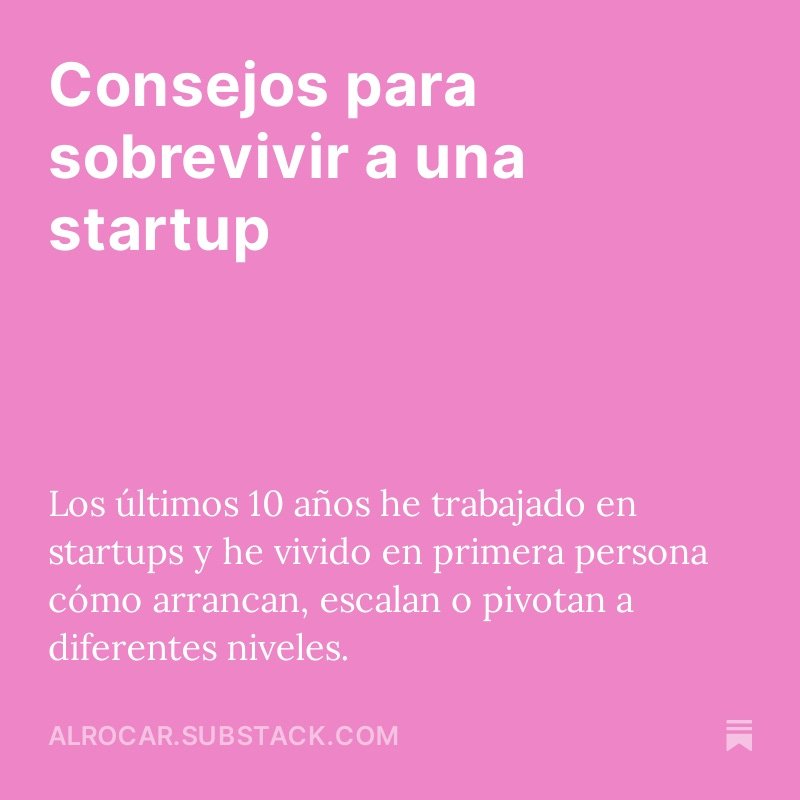 Consejos para
sobrevivir a una
startup
Los últimos 10 años he trabajado en
startups y he vivido en primera persona
cómo arrancan, escalan o pivotan a
diferentes niveles.
ALROCAR.SUBSTACK.COM